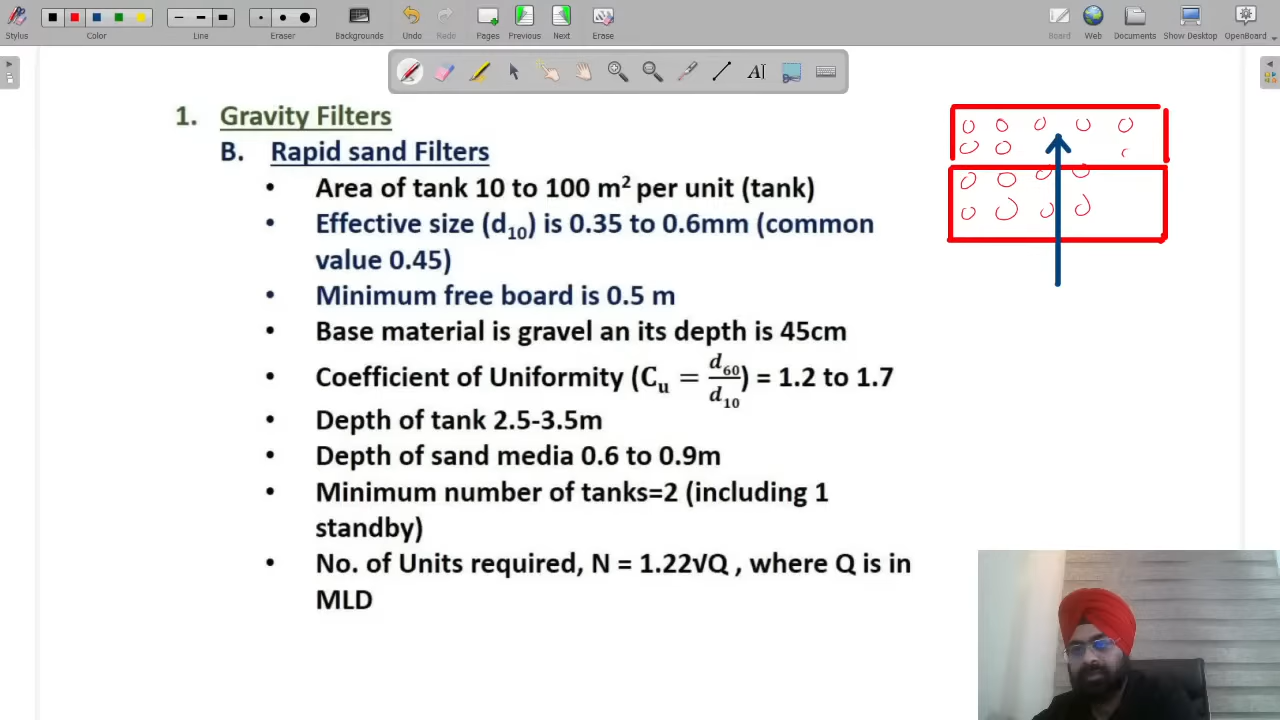 Stylus
Color
Line
Eraser
Backgrounds
Undo
Redo
Pages
Previous
Next
Erase
Board
Web
Documents
Show Desktop
OpenBoard
1. Gravity Filters
B. Rapid sand Filters
• Area of tank 10 to 100 m² per unit (tank)
• Effective size (d₁₀) is 0.35 to 0.6mm (common
value 0.45)
• Minimum free board is 0.5 m
• Base material is gravel an its depth is 45cm
• Coefficient of Uniformity (Cᵤ = d₆₀/d₁₀) = 1.2 to 1.7
• Depth of tank 2.5-3.5m
• Depth of sand media 0.6 to 0.9m
• Minimum number of tanks=2 (including 1
standby)
• No. of Units required, N = 1.22√Q , where Q is in
MLD